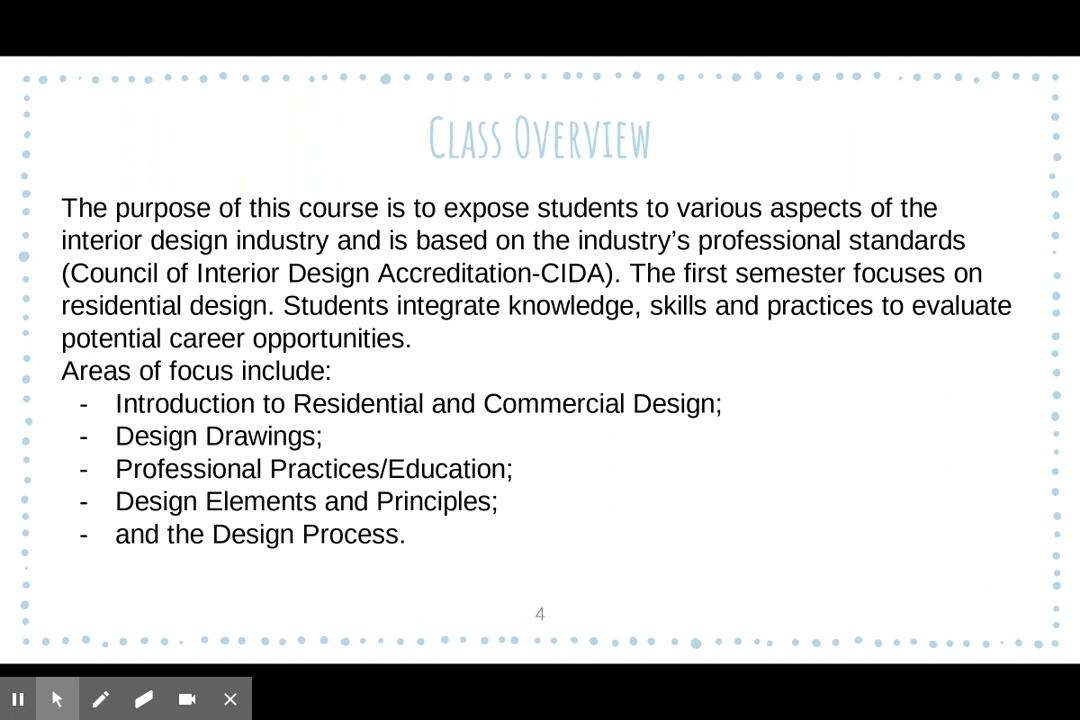 Class Overview
The purpose of this course is to expose students to various aspects of the
interior design industry and is based on the industry’s professional standards
(Council of Interior Design Accreditation-CIDA). The first semester focuses on
residential design. Students integrate knowledge, skills and practices to evaluate
potential career opportunities.
Areas of focus include:
- Introduction to Residential and Commercial Design;
- Design Drawings;
- Professional Practices/Education;
- Design Elements and Principles;
- and the Design Process.
4